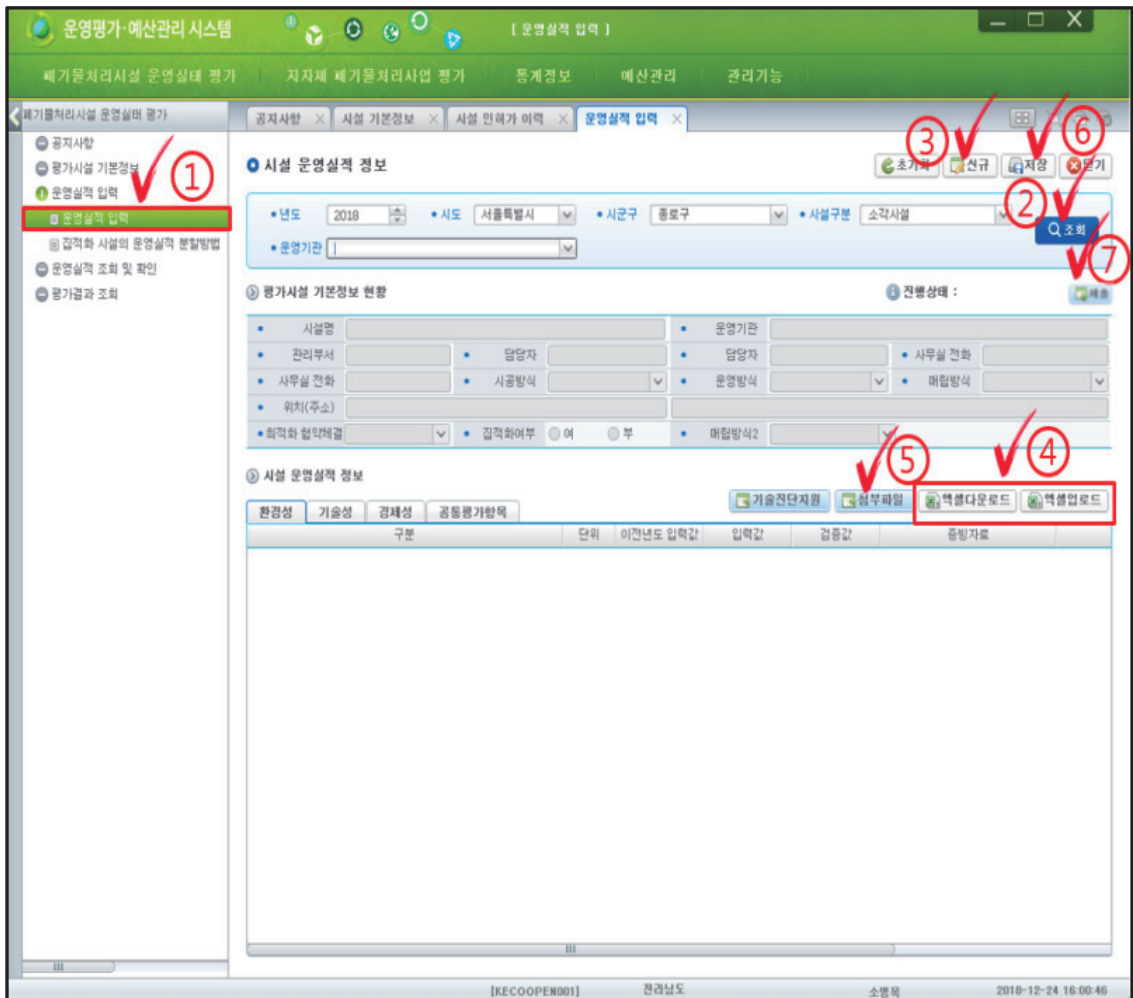 운영평가·예산관리 시스템
[ 운영실적 입력 ]
폐기물처리시설 운영실태 평가 지자체 폐기물처리사업 평가 통계정보 예산관리 관리기능
폐기물처리시설 운영실태 평가
공지사항 시설 기본정보 시설 인허가 이력 운영실적 입력
공지사항
평가시설 기본정보
운영실적 입력
운영실적 입력
집적화 시설의 운영실적 분할방법
운영실적 조회 및 확인
평가결과 조회
①
시설 운영실적 정보
③ ⑥
초기화 신규 저장 닫기
•년도 2018 •시도 서울특별시 •시군구 종로구 •시설구분 소각시설
②
조회
•운영기관
⑦
평가시설 기본정보 현황 진행상태 : 제출
• 시설명 • 운영기관
• 관리부서 • 담당자 • 담당자 • 사무실 전화
• 사무실 전화 • 시공방식 • 운영방식 • 매립방식
• 위치(주소)
•최적화 협약체결 • 집적화여부 여 부 • 매립방식2
⑤ ④
시설 운영실적 정보
기술진단지원 첨부파일 엑셀다운로드 엑셀업로드
환경성 기술성 경제성 공통평가항목
구분 단위 이전년도 입력값 입력값 검증값 증빙자료
[KECOOPEN001] 전라남도 소병목 2018-12-24 16:00:46